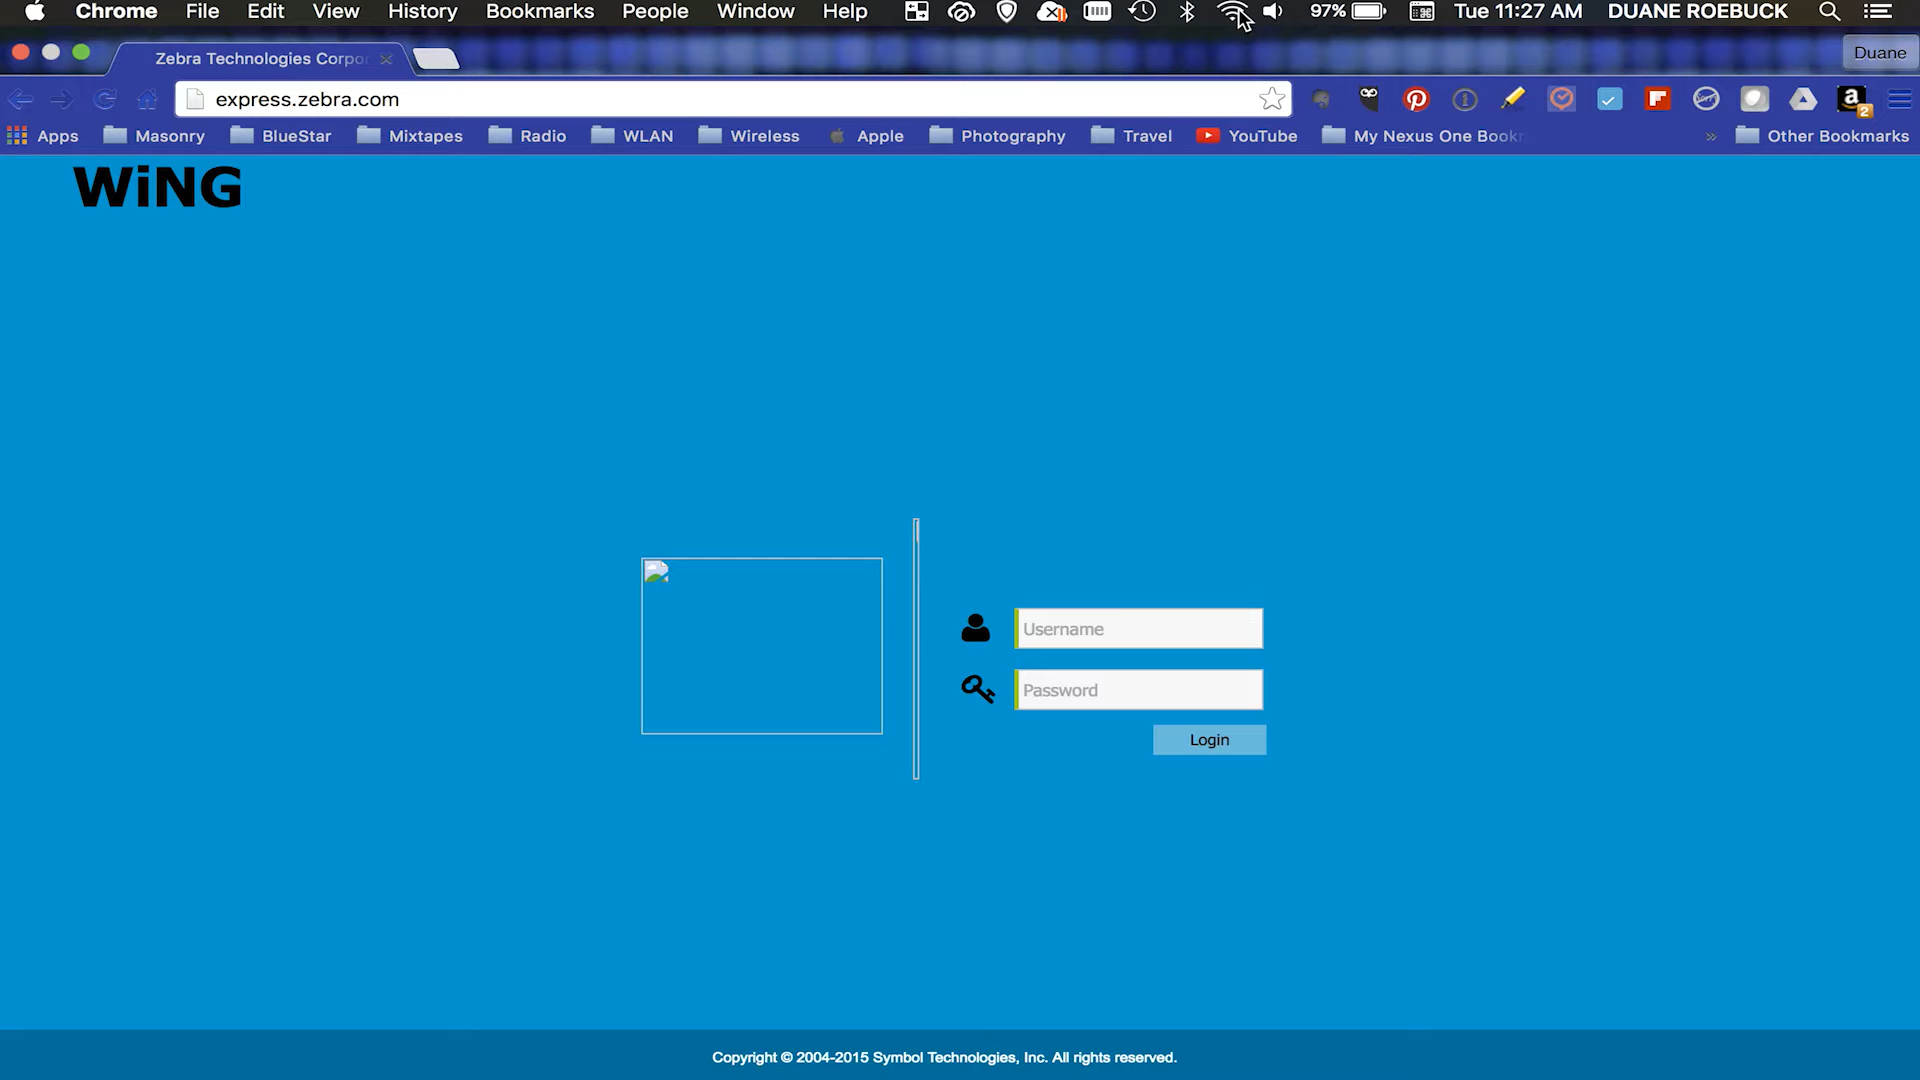 Chrome File Edit View History Bookmarks People Window Help 97% Tue 11:27 AM DUANE ROEBUCK
Zebra Technologies Corpor Duane
express.zebra.com
Apps Masonry BlueStar Mixtapes Radio WLAN Wireless Apple Photography Travel YouTube My Nexus One Bookm » Other Bookmarks
WiNG
Username
Password
Login
Copyright © 2004-2015 Symbol Technologies, Inc. All rights reserved.